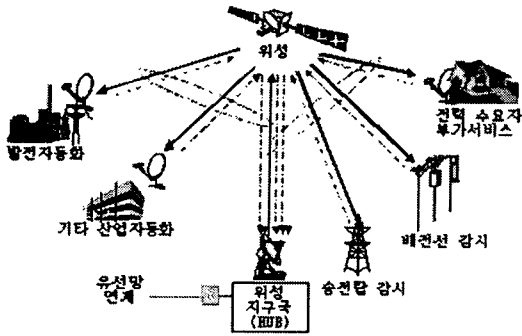 위성
발전자동화
전력 수요자
부가서비스
기타 산업자동화
배전선 감시
송전탑 감시
유선망
연계
위성
지구국
(HUB)